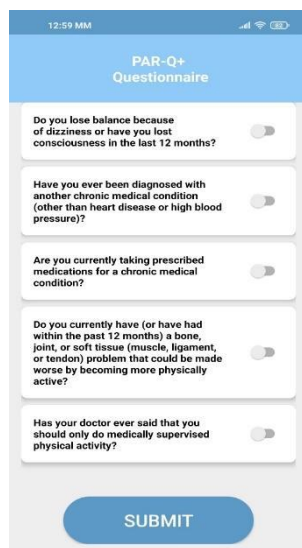 12:59 MM
PAR-Q+
Questionnaire
Do you lose balance because
of dizziness or have you lost
consciousness in the last 12 months?
Have you ever been diagnosed with
another chronic medical condition
(other than heart disease or high blood
pressure)?
Are you currently taking prescribed
medications for a chronic medical
condition?
Do you currently have (or have had
within the past 12 months) a bone,
joint, or soft tissue (muscle, ligament,
or tendon) problem that could be made
worse by becoming more physically
active?
Has your doctor ever said that you
should only do medically supervised
physical activity?
SUBMIT